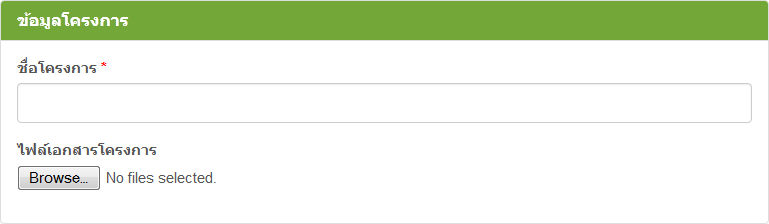 ข้อมูลโครงการ
ชื่อโครงการ *
ไฟล์เอกสารโครงการ
Browse... No files selected.